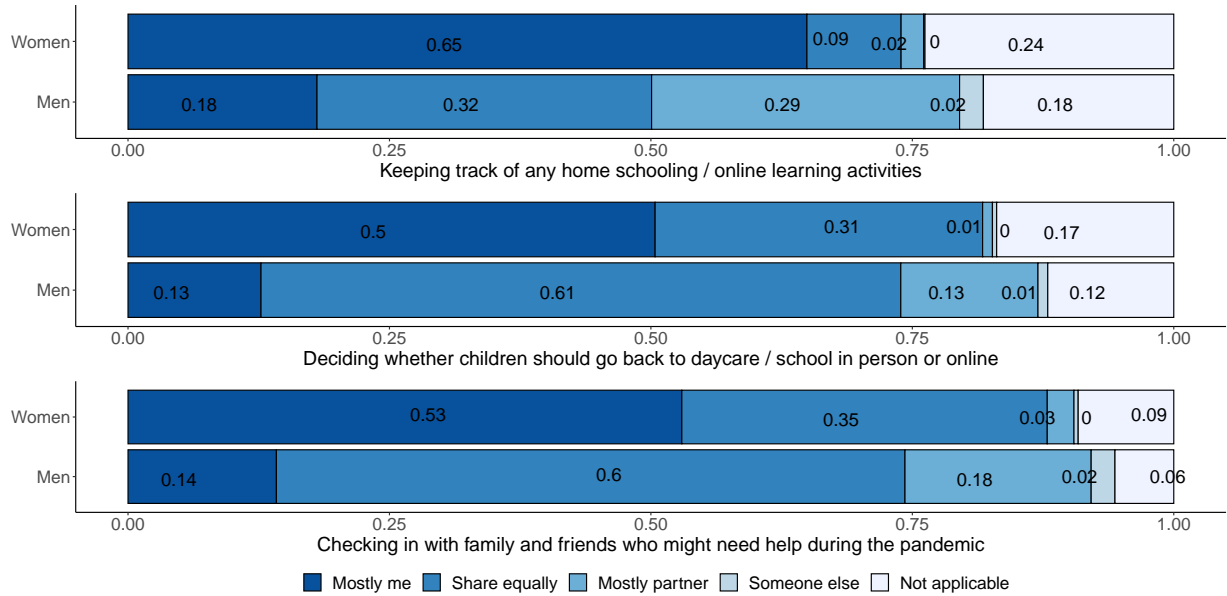 Women 0.65 0.09 0.02 0 0.24
Men 0.18 0.32 0.29 0.02 0.18
0.00 0.25 0.50 0.75 1.00
Keeping track of any home schooling / online learning activities
Women 0.5 0.31 0.01 0 0.17
Men 0.13 0.61 0.13 0.01 0.12
0.00 0.25 0.50 0.75 1.00
Deciding whether children should go back to daycare / school in person or online
Women 0.53 0.35 0.03 0 0.09
Men 0.14 0.6 0.18 0.02 0.06
0.00 0.25 0.50 0.75 1.00
Checking in with family and friends who might need help during the pandemic
Mostly me Share equally Mostly partner Someone else Not applicable